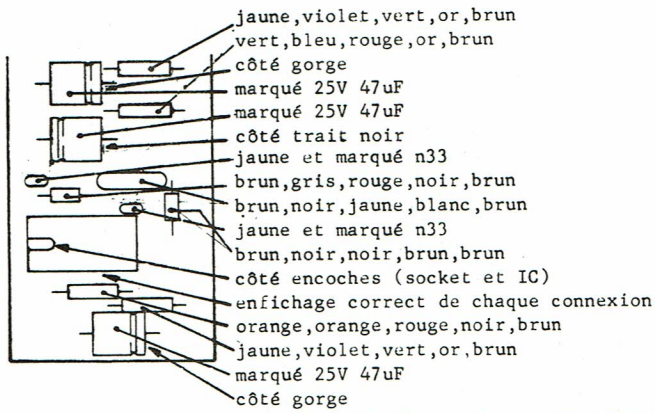 jaune,violet,vert,or,brun
vert,bleu,rouge,or,brun
côté gorge
marqué 25V 47uF
marqué 25V 47uF
côté trait noir
jaune et marqué n33
brun,gris,rouge,noir,brun
brun,noir,jaune,blanc,brun
jaune et marqué n33
brun,noir,noir,brun,brun
côté encoches (socket et IC)
enfichage correct de chaque connexion
orange,orange,rouge,noir,brun
jaune,violet,vert,or,brun
marqué 25V 47uF
côté gorge